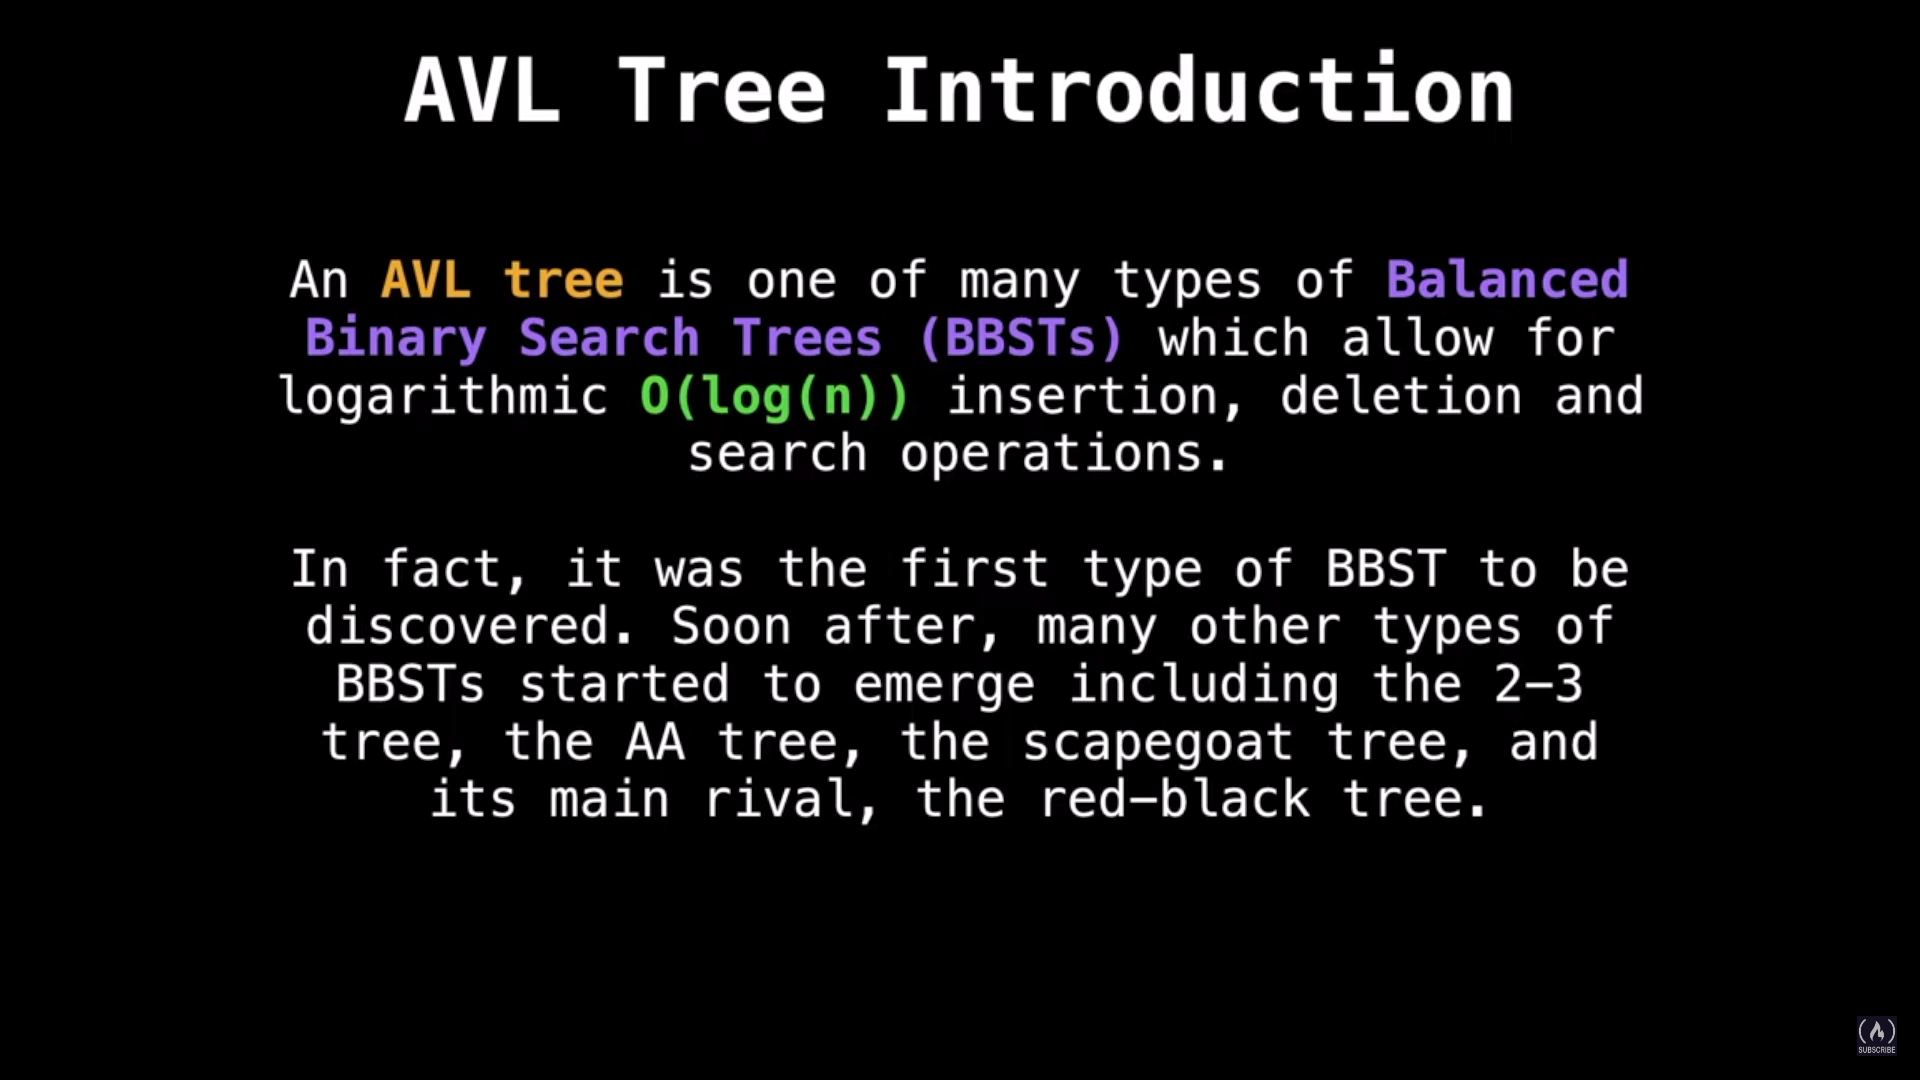 AVL Tree Introduction
An AVL tree is one of many types of Balanced
Binary Search Trees (BBSTs) which allow for
logarithmic O(log(n)) insertion, deletion and
search operations.
In fact, it was the first type of BBST to be
discovered. Soon after, many other types of
BBSTs started to emerge including the 2–3
tree, the AA tree, the scapegoat tree, and
its main rival, the red–black tree.
SUBSCRIBE